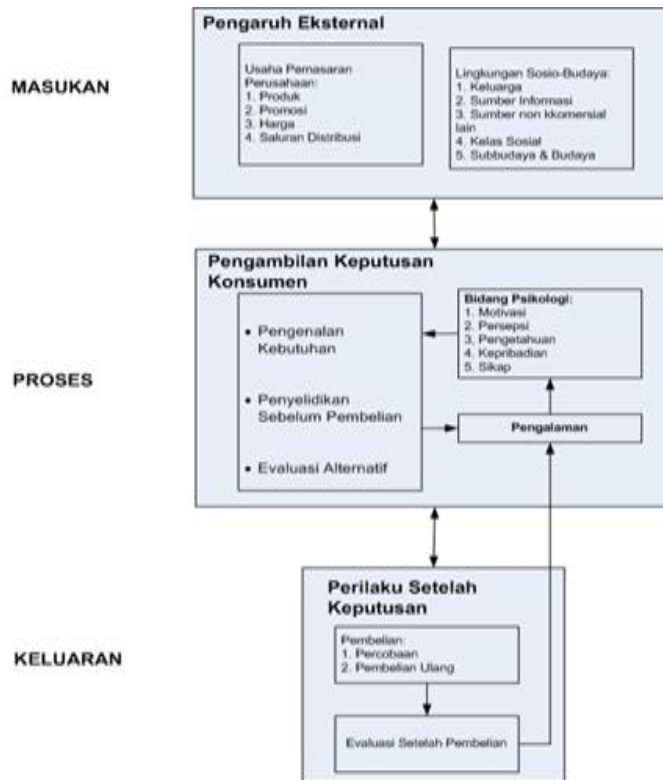 Pengaruh Eksternal
MASUKAN
Usaha Pemasaran
Perusahaan:
1. Produk
2. Promosi
3. Harga
4. Saluran Distribusi
Lingkungan Sosio-Budaya:
1. Keluarga
2. Sumber Informasi
3. Sumber non kkomersial
lain
4. Kelas Sosial
5. Subbudaya & Budaya
Pengambilan Keputusan
Konsumen
PROSES
• Pengenalan
Kebutuhan
• Penyelidikan
Sebelum Pembelian
• Evaluasi Alternatif
Bidang Psikologi:
1. Motivasi
2. Persepsi
3. Pengetahuan
4. Kepribadian
5. Sikap
Pengalaman
Perilaku Setelah
Keputusan
KELUARAN
Pembelian:
1. Percobaan
2. Pembelian Ulang
Evaluasi Setelah Pembelian